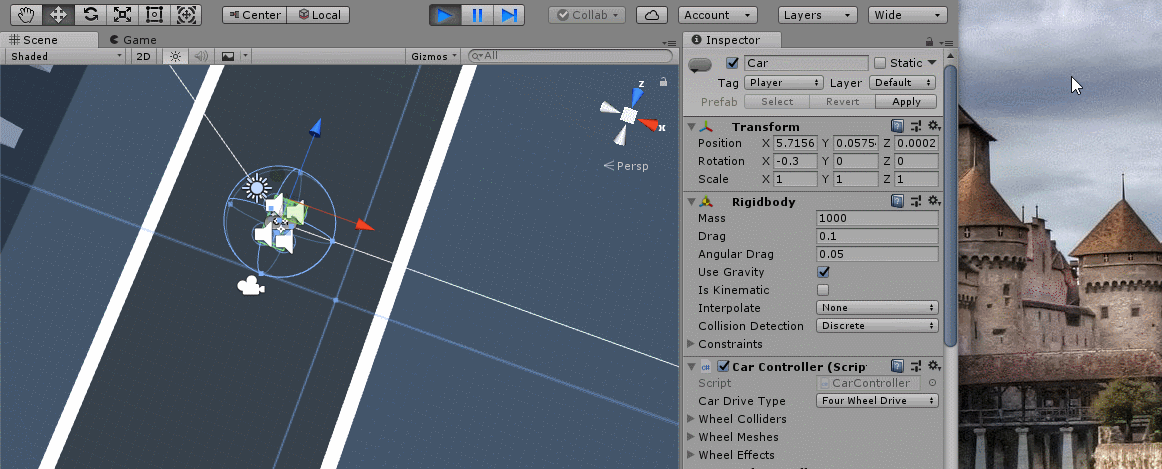 Center Local Collab Account Layers Wide
Scene Game
Shaded 2D Gizmos All
z
x
Persp
Inspector
Car Static
Tag Player Layer Default
Prefab Select Revert Apply
Transform
Position X 5.7156 Y 0.0575 Z 0.0002
Rotation X -0.3 Y 0 Z 0
Scale X 1 Y 1 Z 1
Rigidbody
Mass 1000
Drag 0.1
Angular Drag 0.05
Use Gravity
Is Kinematic
Interpolate None
Collision Detection Discrete
Constraints
Car Controller (Scrip
Script CarController
Car Drive Type Four Wheel Drive
Wheel Colliders
Wheel Meshes
Wheel Effects